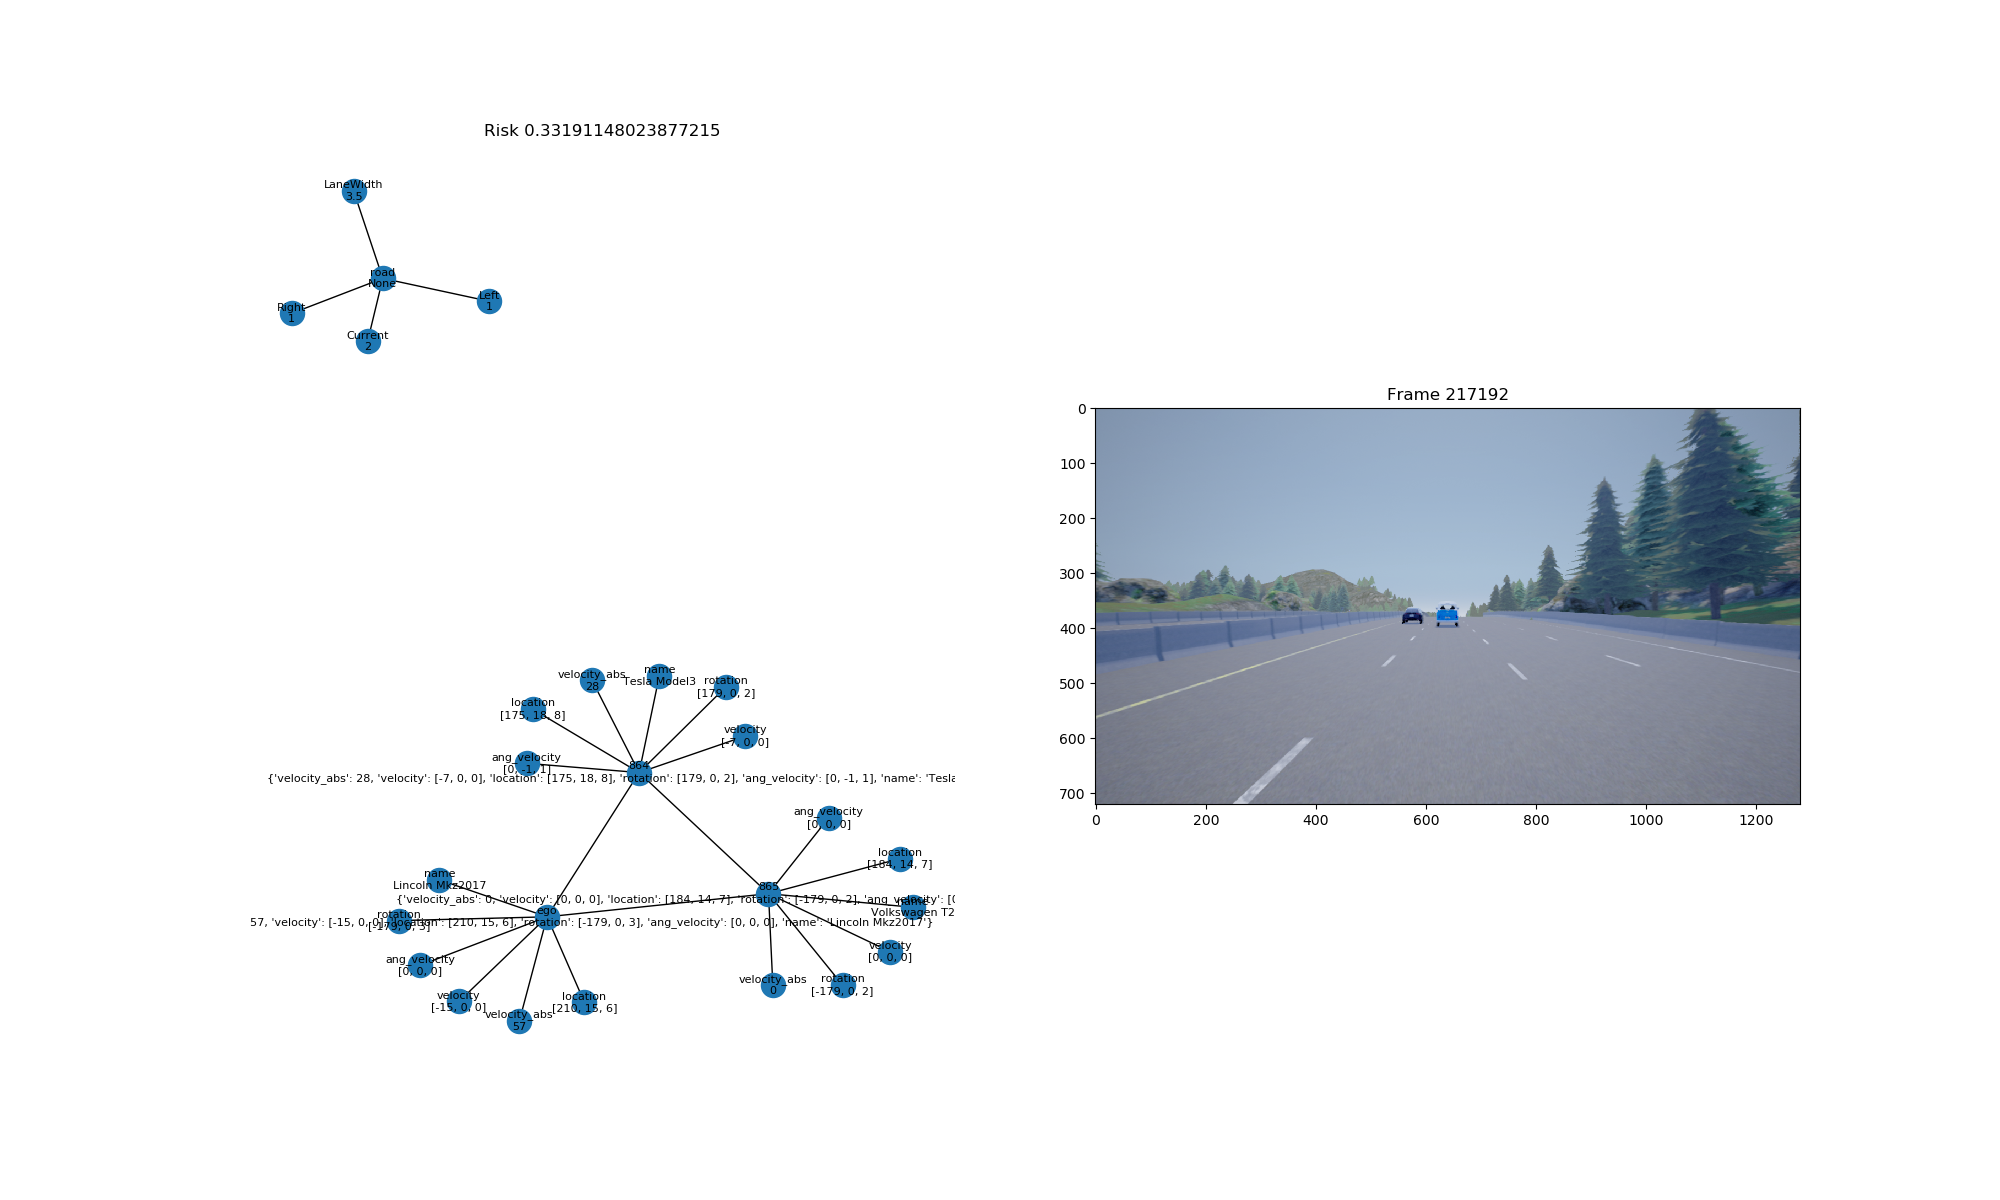 Risk 0.33191148023877215
LaneWidth
3.5
road
None
Left
1
Right
1
Current
2
Frame 217192
0
100
200
300
400
500
600
700
0
200
400
600
800
1000
1200
name
Tesla Model3
velocity_abs
28
rotation
[179, 0, 2]
location
[175, 18, 8]
velocity
[-7, 0, 0]
ang_velocity
[0, -1, 1]
864
{'velocity_abs': 28, 'velocity': [-7, 0, 0], 'location': [175, 18, 8], 'rotation': [179, 0, 2], 'ang_velocity': [0, -1, 1], 'name': 'Tesla
ang_velocity
[0, 0, 0]
location
[184, 14, 7]
name
Lincoln Mkz2017
865
{'velocity_abs': 0, 'velocity': [0, 0, 0], 'location': [184, 14, 7], 'rotation': [-179, 0, 2], 'ang_velocity': [0
name
Volkswagen T2
rotation
[-179, 0, 3]
ego
57, 'velocity': [-15, 0, 0], 'location': [210, 15, 6], 'rotation': [-179, 0, 3], 'ang_velocity': [0, 0, 0], 'name': 'Lincoln Mkz2017'}
velocity
[0, 0, 0]
ang_velocity
[0, 0, 0]
velocity_abs
0
rotation
[-179, 0, 2]
velocity
[-15, 0, 0]
location
[210, 15, 6]
velocity_abs
57